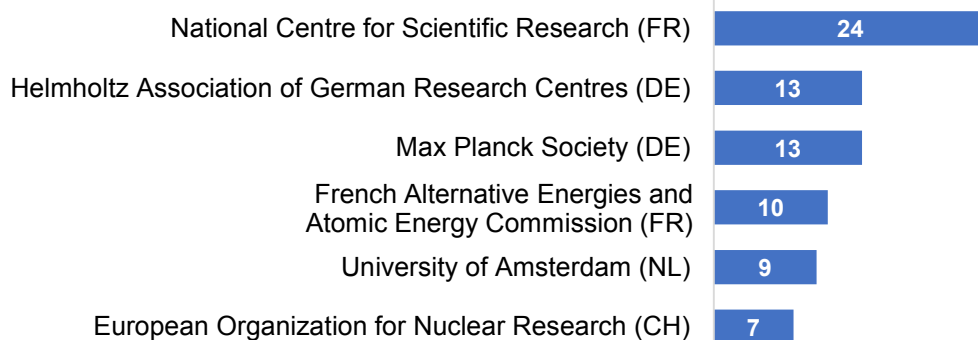 National Centre for Scientific Research (FR) 24
Helmholtz Association of German Research Centres (DE) 13
Max Planck Society (DE) 13
French Alternative Energies and
Atomic Energy Commission (FR) 10
University of Amsterdam (NL) 9
European Organization for Nuclear Research (CH) 7